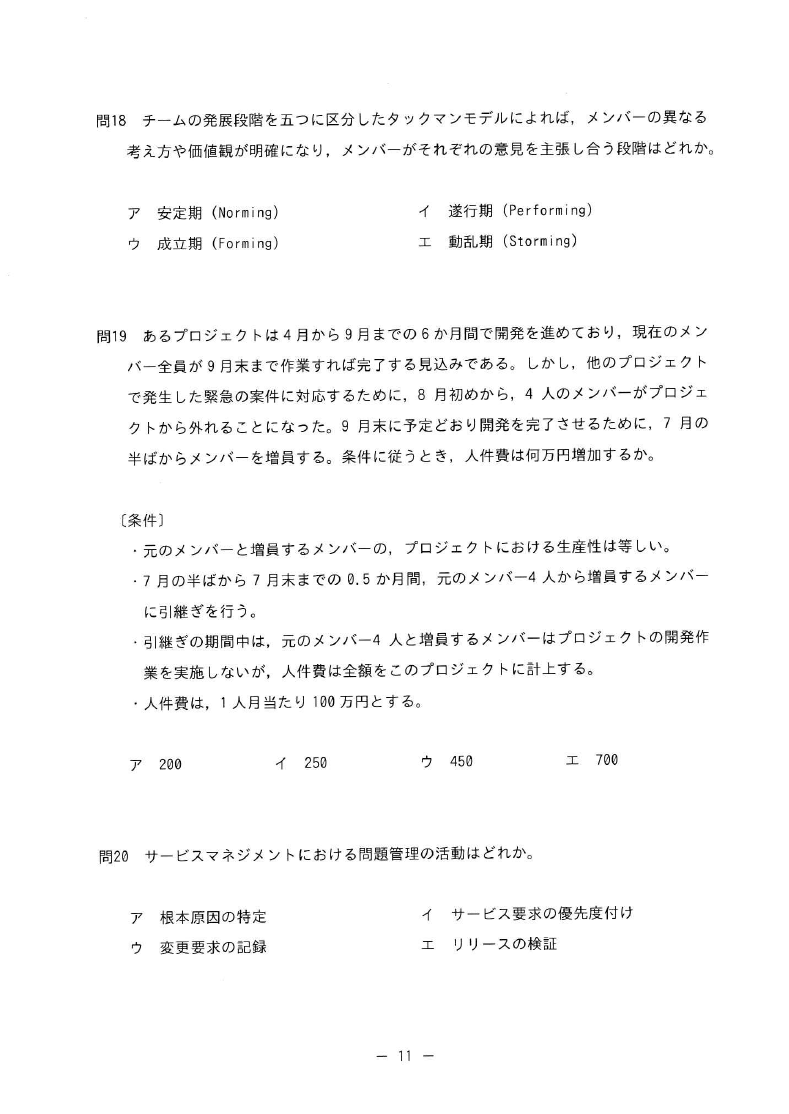 問18 チームの発展段階を五つに区分したタックマンモデルによれば，メンバーの異なる
考え方や価値観が明確になり，メンバーがそれぞれの意見を主張し合う段階はどれか。
ア 安定期 (Norming) イ 遂行期 (Performing)
ウ 成立期 (Forming) エ 動乱期 (Storming)
問19 あるプロジェクトは4月から9月までの6か月間で開発を進めており，現在のメン
バー全員が9月末まで作業すれば完了する見込みである。しかし，他のプロジェクト
で発生した緊急の案件に対応するために，8月初めから，4人のメンバーがプロジェ
クトから外れることになった。9月末に予定どおり開発を完了させるために，7月の
半ばからメンバーを増員する。条件に従うとき，人件費は何万円増加するか。
〔条件〕
・元のメンバーと増員するメンバーの，プロジェクトにおける生産性は等しい。
・7月の半ばから7月末までの0.5か月間，元のメンバー4人から増員するメンバー
に引継ぎを行う。
・引継ぎの期間中は，元のメンバー4人と増員するメンバーはプロジェクトの開発作
業を実施しないが，人件費は全額をこのプロジェクトに計上する。
・人件費は，1人月当たり100万円とする。
ア 200 イ 250 ウ 450 エ 700
問20 サービスマネジメントにおける問題管理の活動はどれか。
ア 根本原因の特定 イ サービス要求の優先度付け
ウ 変更要求の記録 エ リリースの検証
－ 11 －